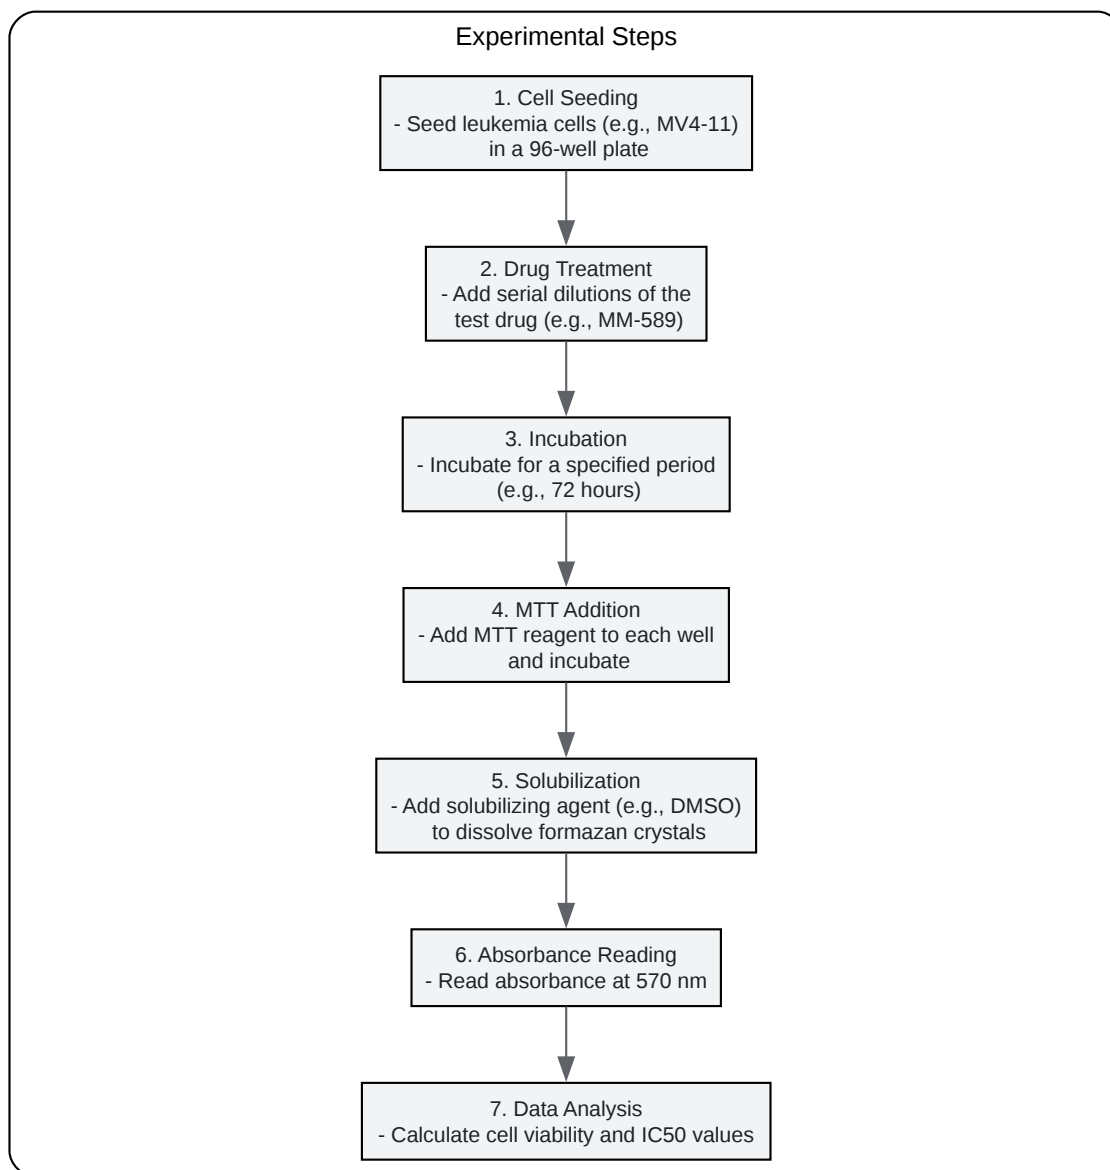 Experimental Steps
1. Cell Seeding
- Seed leukemia cells (e.g., MV4-11)
in a 96-well plate
2. Drug Treatment
- Add serial dilutions of the
test drug (e.g., MM-589)
3. Incubation
- Incubate for a specified period
(e.g., 72 hours)
4. MTT Addition
- Add MTT reagent to each well
and incubate
5. Solubilization
- Add solubilizing agent (e.g., DMSO)
to dissolve formazan crystals
6. Absorbance Reading
- Read absorbance at 570 nm
7. Data Analysis
- Calculate cell viability and IC50 values